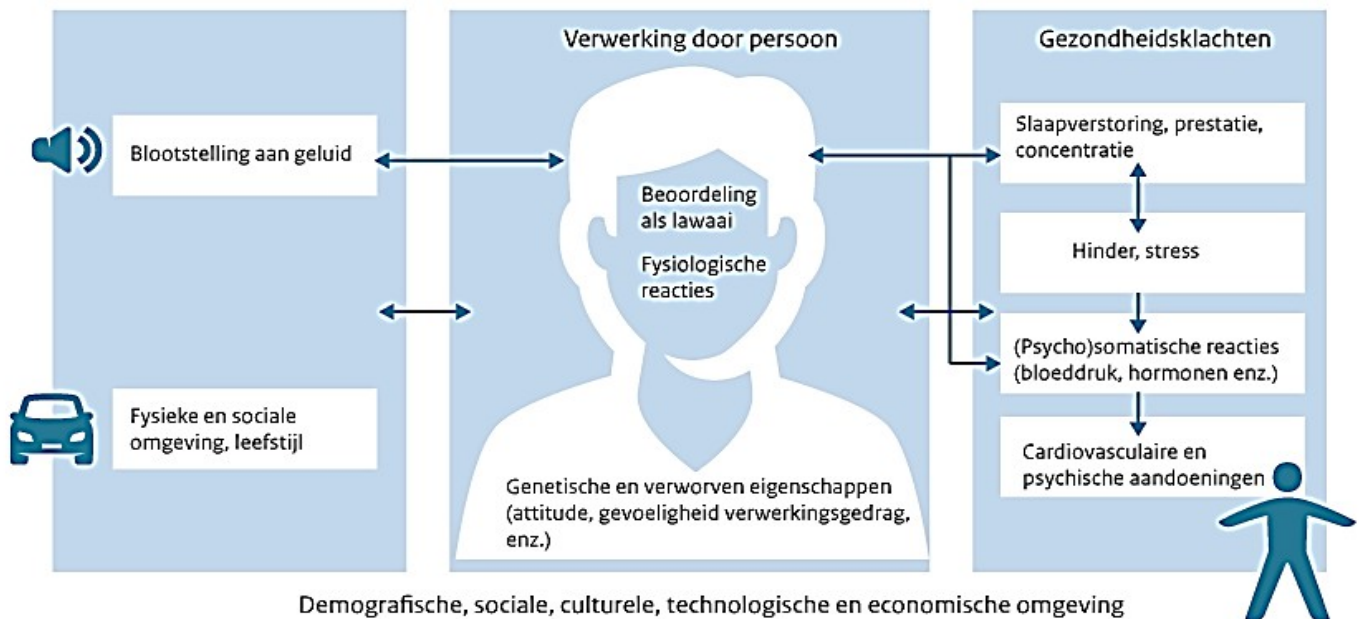 Blootstelling aan geluid
Fysieke en sociale
omgeving, leefstijl
Verwerking door persoon
Beoordeling
als lawaai
Fysiologische
reacties
Genetische en verworven eigenschappen
(attitude, gevoeligheid verwerkingsgedrag,
enz.)
Gezondheidsklachten
Slaapverstoring, prestatie,
concentratie
Hinder, stress
(Psycho)somatische reacties
(bloeddruk, hormonen enz.)
Cardiovasculaire en
psychische aandoeningen
Demografische, sociale, culturele, technologische en economische omgeving